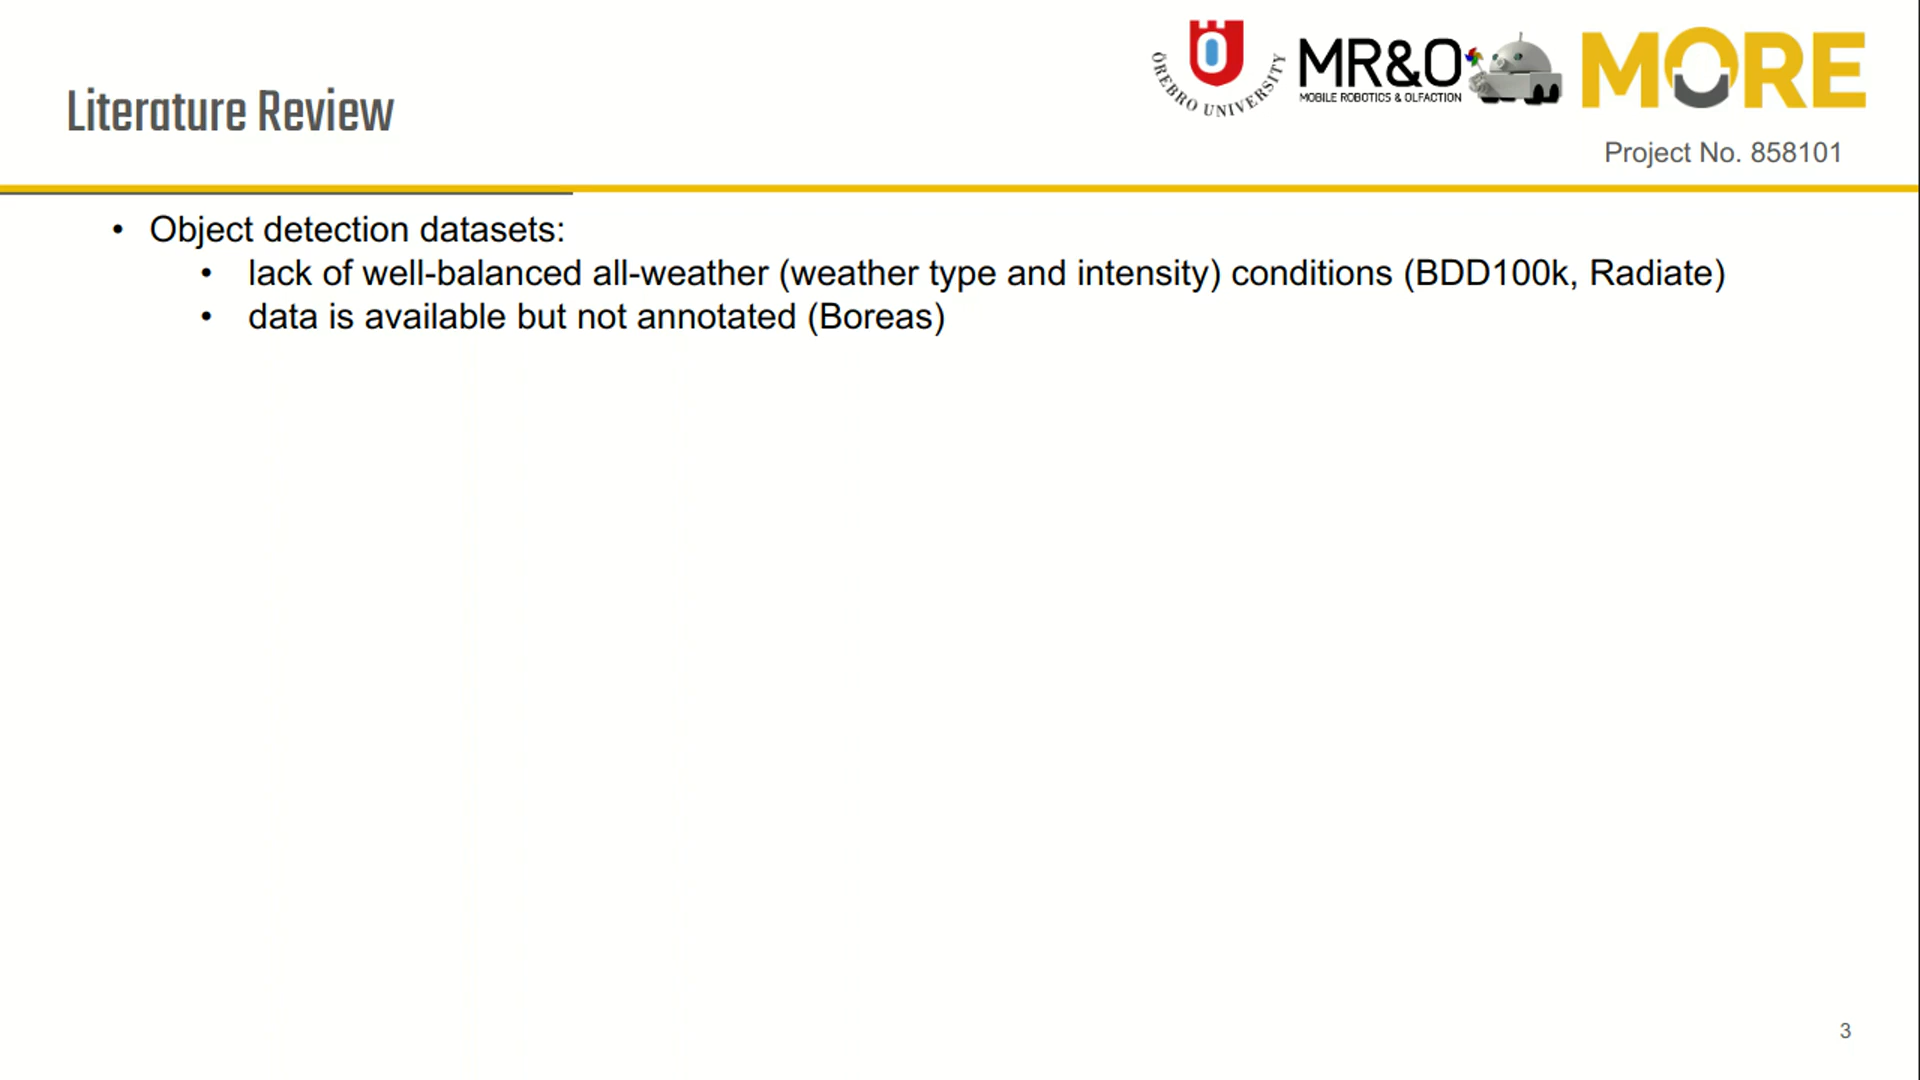 Literature Review
ÖREBRO UNIVERSITY
MR&O
MOBILE ROBOTICS & OLFACTION
MORE
Project No. 858101
• Object detection datasets:
• lack of well-balanced all-weather (weather type and intensity) conditions (BDD100k, Radiate)
• data is available but not annotated (Boreas)
3